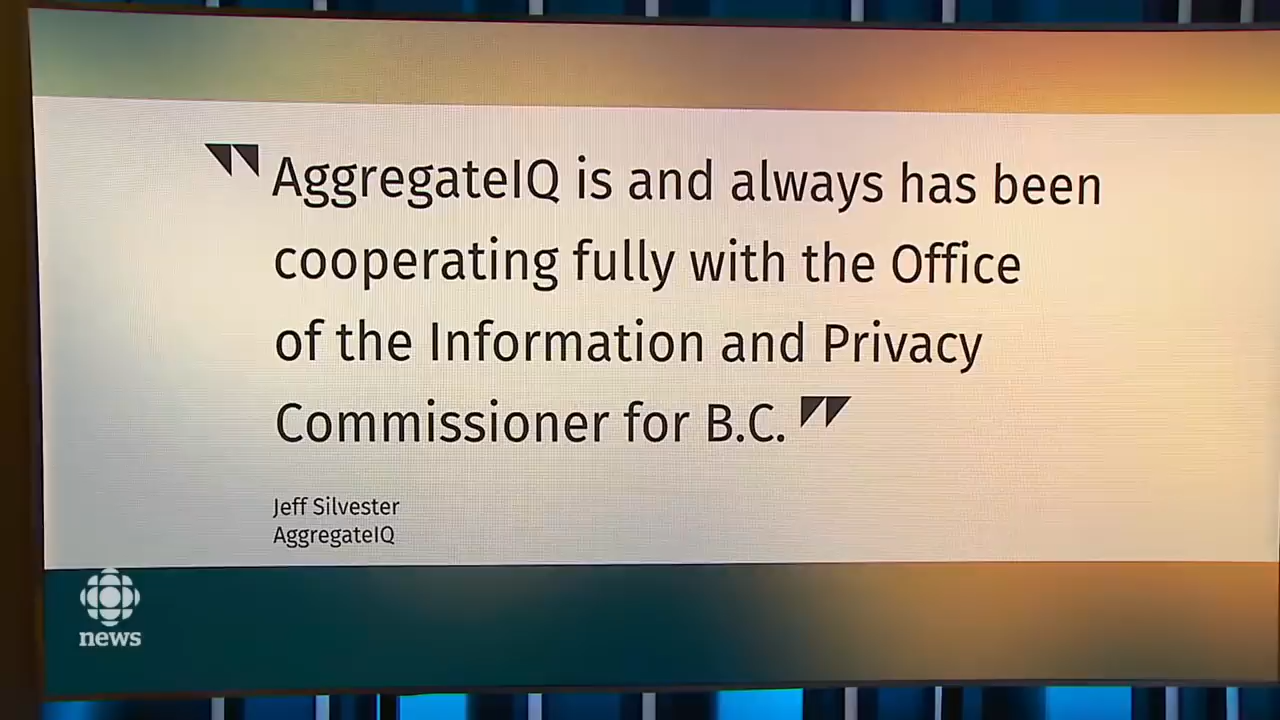 AggregateIQ is and always has been
cooperating fully with the Office
of the Information and Privacy
Commissioner for B.C.
Jeff Silvester
AggregateIQ
news